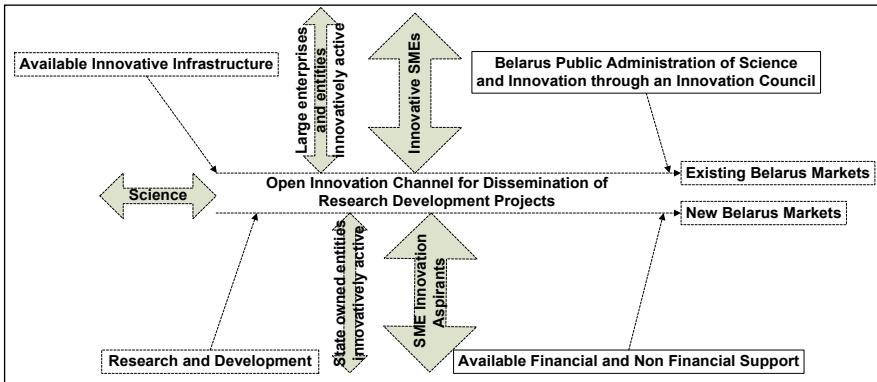 Available Innovative Infrastructure
Large enterprises
and entities
innovatively active
Innovative SMEs
Belarus Public Administration of Science
and Innovation through an Innovation Council
Science
Open Innovation Channel for Dissemination of
Research Development Projects
Existing Belarus Markets
New Belarus Markets
State owned entities
innovatively active
SME Innovation
Aspirants
Research and Development
Available Financial and Non Financial Support